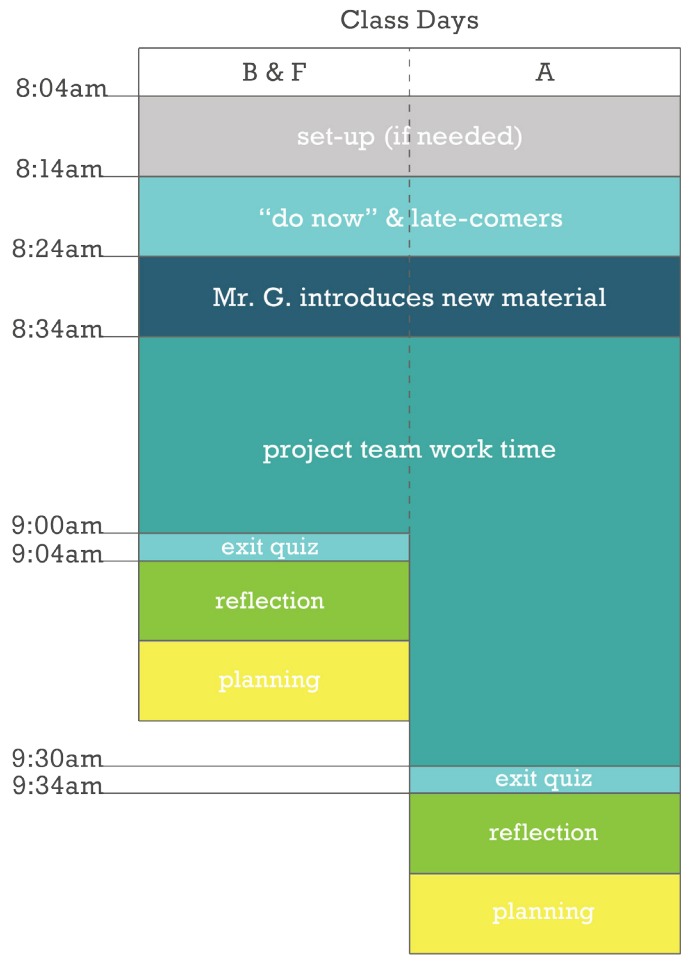 Class Days
B & F
A
8:04am
set-up (if needed)
8:14am
“do now” & late-comers
8:24am
Mr. G. introduces new material
8:34am
project team work time
9:00am
exit quiz
9:04am
reflection
planning
9:30am
exit quiz
9:34am
reflection
planning